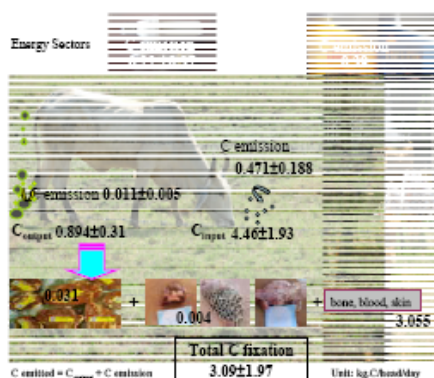 Energy Sectors
C emission
C emission
C emission
0.471±0.188
C emission 0.011±0.005
Coutput 0.894±0.31
Cinput 4.46±1.93
0.031
+
0.004
+
bone, blood, skin
3.055
Total C fixation
3.09±1.97
C emitted = Coutput + C emission
Unit: kg.C/head/day